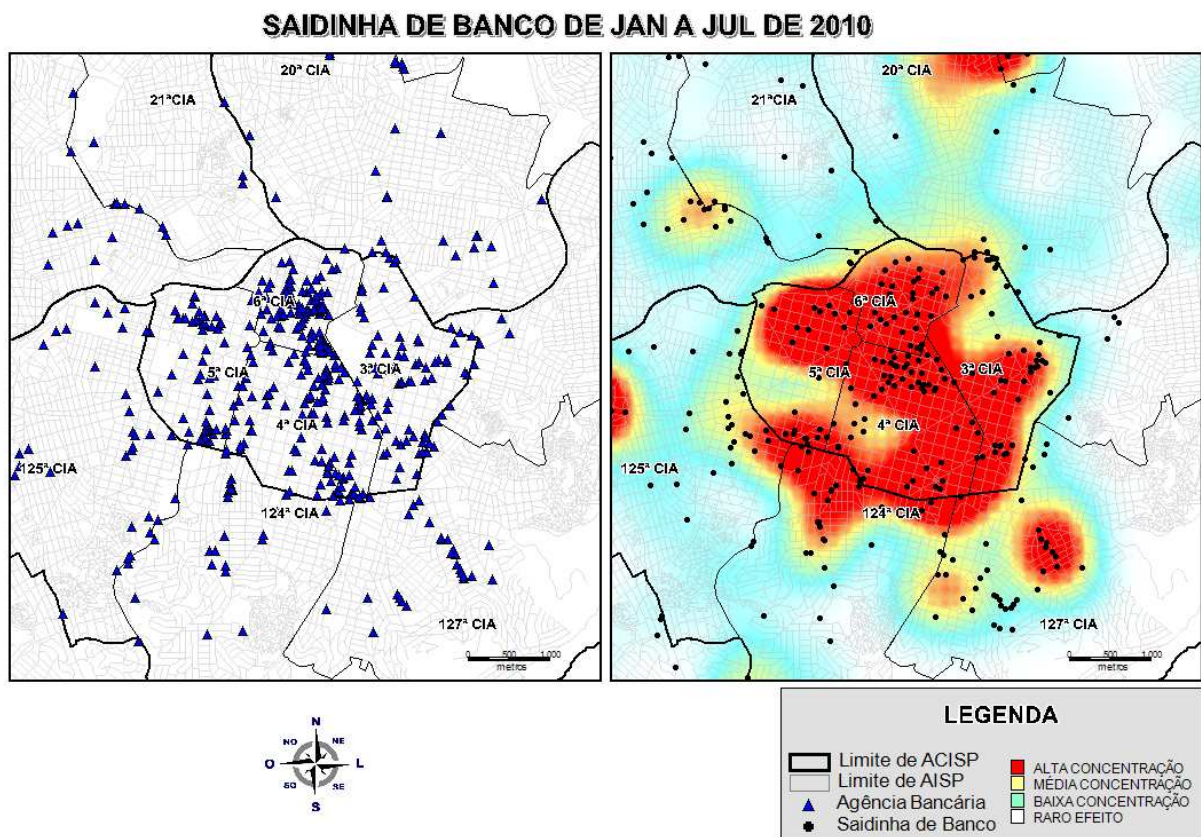 SAIDINHA DE BANCO DE JAN A JUL DE 2010
20ª CIA
21ªCIA
6ª CIA
5ª CIA
3ª CIA
4ª CIA
125ª CIA
124ª CIA
127ª CIA
0 500 1.000
metros
20ª CIA
21ªCIA
6ª CIA
5ª CIA
3ª CIA
4ª CIA
125ª CIA
124ª CIA
127ª CIA
0 500 1.000
metros
N
NO NE
O L
SO SE
S
LEGENDA
Limite de ACISP
Limite de AISP
Agência Bancária
Saidinha de Banco
ALTA CONCENTRAÇÃO
MÉDIA CONCENTRAÇÃO
BAIXA CONCENTRAÇÃO
RARO EFEITO